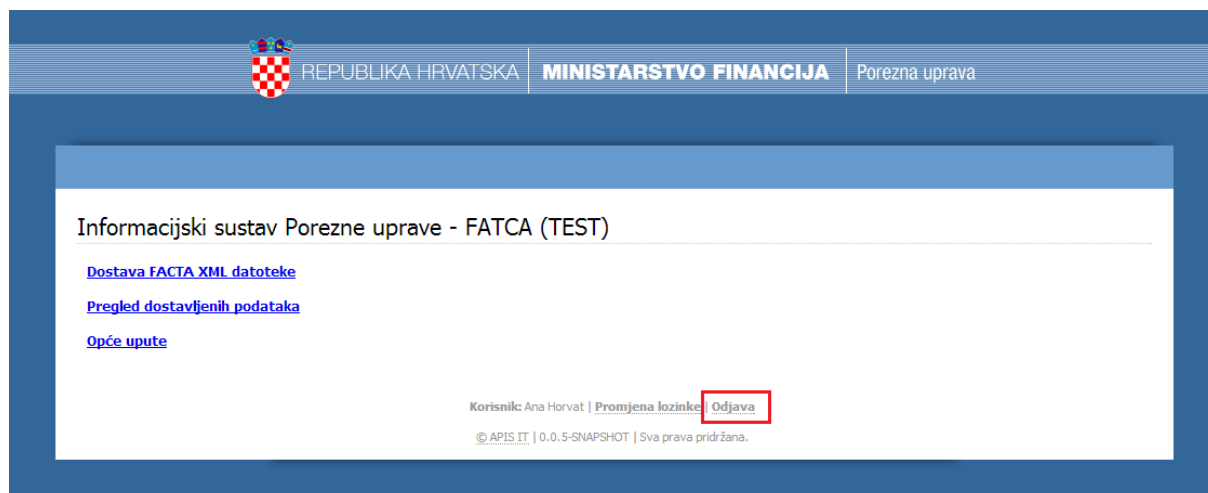 REPUBLIKA HRVATSKA MINISTARSTVO FINANCIJA Porezna uprava
Informacijski sustav Porezne uprave - FATCA (TEST)
Dostava FACTA XML datoteke
Pregled dostavljenih podataka
Opće upute
Korisnik: Ana Horvat | Promjena lozinke | Odjava
© APIS IT | 0.0.5-SNAPSHOT | Sva prava pridržana.